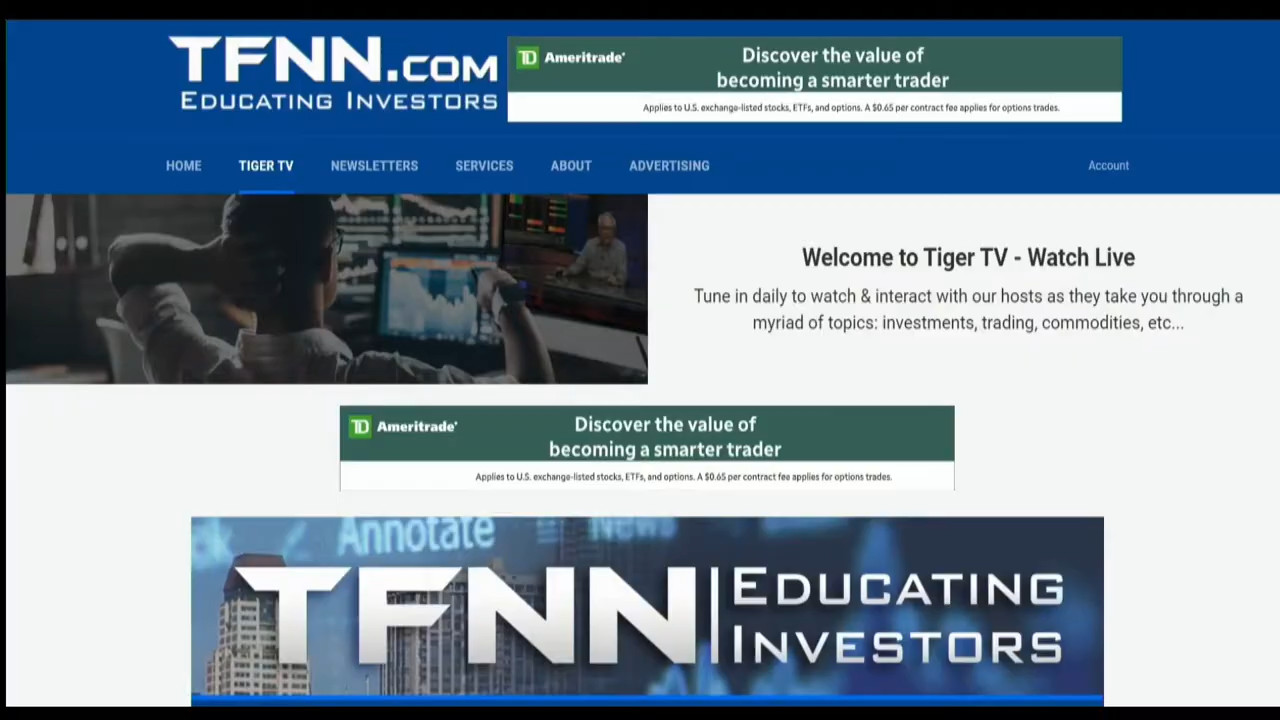 TFNN.COM
EDUCATING INVESTORS
TD Ameritrade
Discover the value of
becoming a smarter trader
Applies to U.S. exchange-listed stocks, ETFs, and options. A $0.65 per contract fee applies for options trades.
HOME TIGER TV NEWSLETTERS SERVICES ABOUT ADVERTISING Account
Welcome to Tiger TV - Watch Live
Tune in daily to watch & interact with our hosts as they take you through a
myriad of topics: investments, trading, commodities, etc...
TD Ameritrade
Discover the value of
becoming a smarter trader
Applies to U.S. exchange-listed stocks, ETFs, and options. A $0.65 per contract fee applies for options trades.
Annotate News
TFNN EDUCATING
INVESTORS